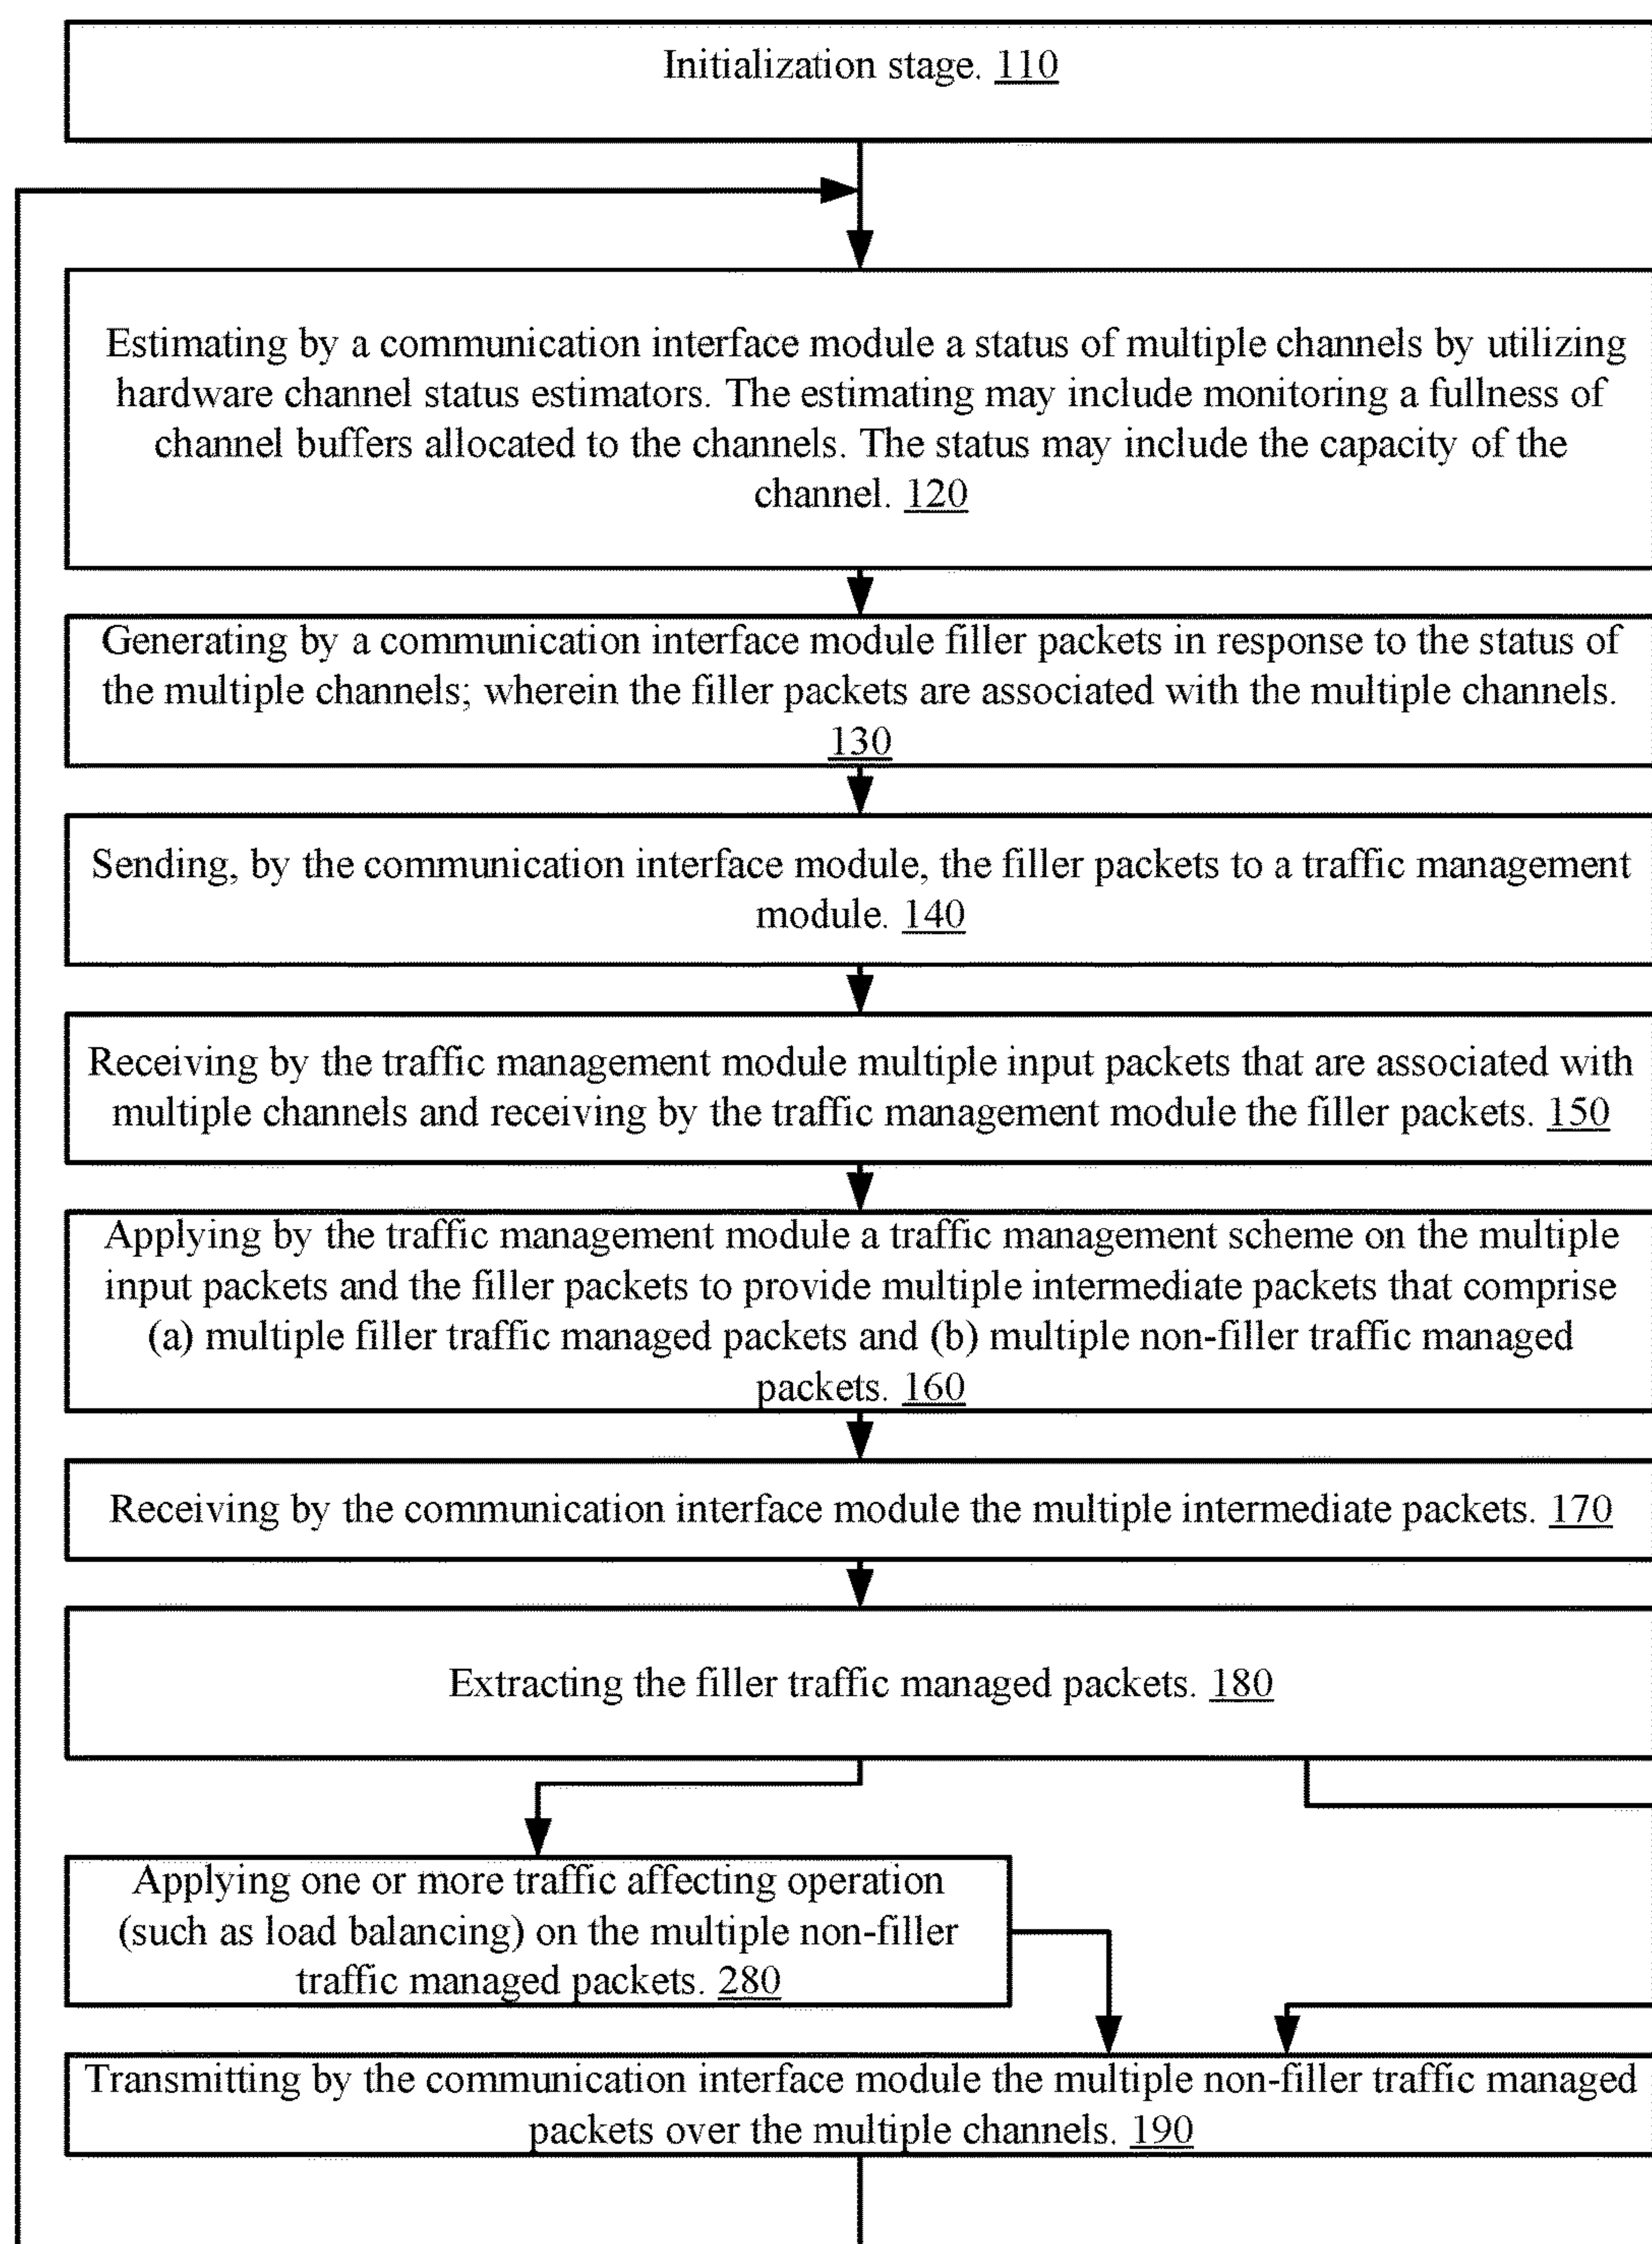 Initialization stage. 110
Estimating by a communication interface module a status of multiple channels by utilizing
hardware channel status estimators. The estimating may include monitoring a fullness of
channel buffers allocated to the channels. The status may include the capacity of the
channel. 120
Generating by a communication interface module filler packets in response to the status of
the multiple channels; wherein the filler packets are associated with the multiple channels.
130
Sending, by the communication interface module, the filler packets to a traffic management
module. 140
Receiving by the traffic management module multiple input packets that are associated with
multiple channels and receiving by the traffic management module the filler packets. 150
Applying by the traffic management module a traffic management scheme on the multiple
input packets and the filler packets to provide multiple intermediate packets that comprise
(a) multiple filler traffic managed packets and (b) multiple non-filler traffic managed
packets. 160
Receiving by the communication interface module the multiple intermediate packets. 170
Extracting the filler traffic managed packets. 180
Applying one or more traffic affecting operation
(such as load balancing) on the multiple non-filler
traffic managed packets. 280
Transmitting by the communication interface module the multiple non-filler traffic managed
packets over the multiple channels. 190